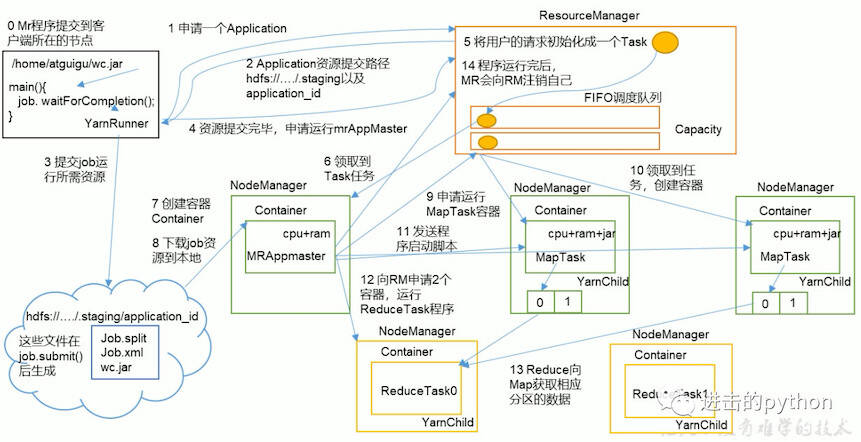 0 Mr程序提交到客
户端所在的节点
/home/atguigu/wc.jar
main(){
job. waitForCompletion();
}
YarnRunner
1 申请一个Application
2 Application资源提交路径
hdfs://…./.staging以及
application_id
4 资源提交完毕，申请运行mrAppMaster
ResourceManager
5 将用户的请求初始化成一个Task
14 程序运行完后，
MR会向RM注销自己
FIFO调度队列
Capacity
3 提交job运
行所需资源
6 领取到
Task任务
7 创建容器
Container
8 下载job资
源到本地
NodeManager
Container
cpu+ram
MRAppmaster
9 申请运行
MapTask容器
11 发送程
序启动脚本
NodeManager
Container
cpu+ram+jar
MapTask
YarnChild
0 1
10 领取到任
务，创建容器
NodeManager
Container
cpu+ram+jar
MapTask
YarnChild
0 1
12 向RM申请2个
容器，运行
ReduceTask程序
hdfs://…./.staging/application_id
这些文件在
job.submit()
后生成
Job.split
Job.xml
wc.jar
NodeManager
Container
ReduceTask0
YarnChild
13 Reduce向
Map获取相应
分区的数据
NodeManager
Container
ReduceTask1
YarnChild
进击的python
有难学的技术